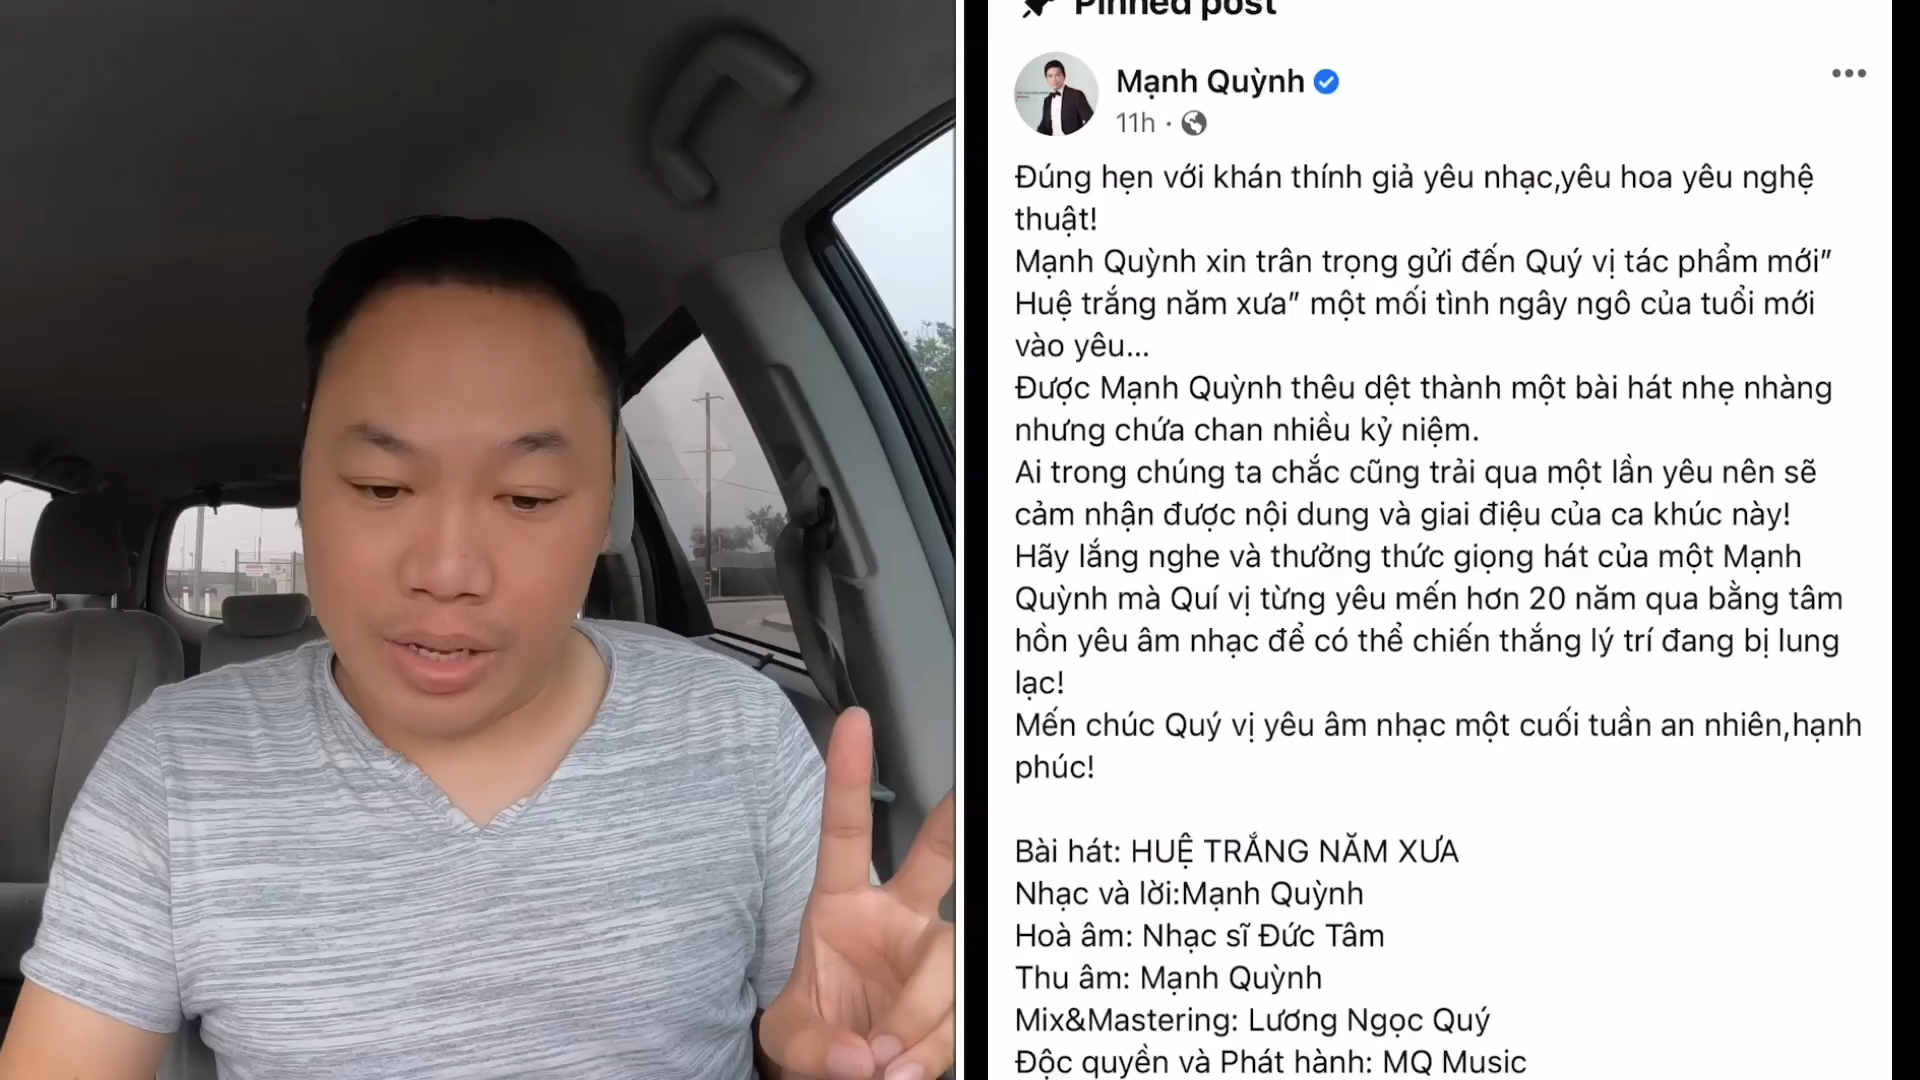 Pinned post
Mạnh Quỳnh
11h ·
Đúng hẹn với khán thính giả yêu nhạc,yêu hoa yêu nghệ
thuật!
Mạnh Quỳnh xin trân trọng gửi đến Quý vị tác phẩm mới”
Huệ trắng năm xưa” một mối tình ngây ngô của tuổi mới
vào yêu...
Được Mạnh Quỳnh thêu dệt thành một bài hát nhẹ nhàng
nhưng chứa chan nhiều kỷ niệm.
Ai trong chúng ta chắc cũng trải qua một lần yêu nên sẽ
cảm nhận được nội dung và giai điệu của ca khúc này!
Hãy lắng nghe và thưởng thức giọng hát của một Mạnh
Quỳnh mà Quí vị từng yêu mến hơn 20 năm qua bằng tâm
hồn yêu âm nhạc để có thể chiến thắng lý trí đang bị lung
lạc!
Mến chúc Quý vị yêu âm nhạc một cuối tuần an nhiên,hạnh
phúc!
Bài hát: HUỆ TRẮNG NĂM XƯA
Nhạc và lời:Mạnh Quỳnh
Hoà âm: Nhạc sĩ Đức Tâm
Thu âm: Mạnh Quỳnh
Mix&Mastering: Lương Ngọc Quý
Độc quyền và Phát hành: MQ Music